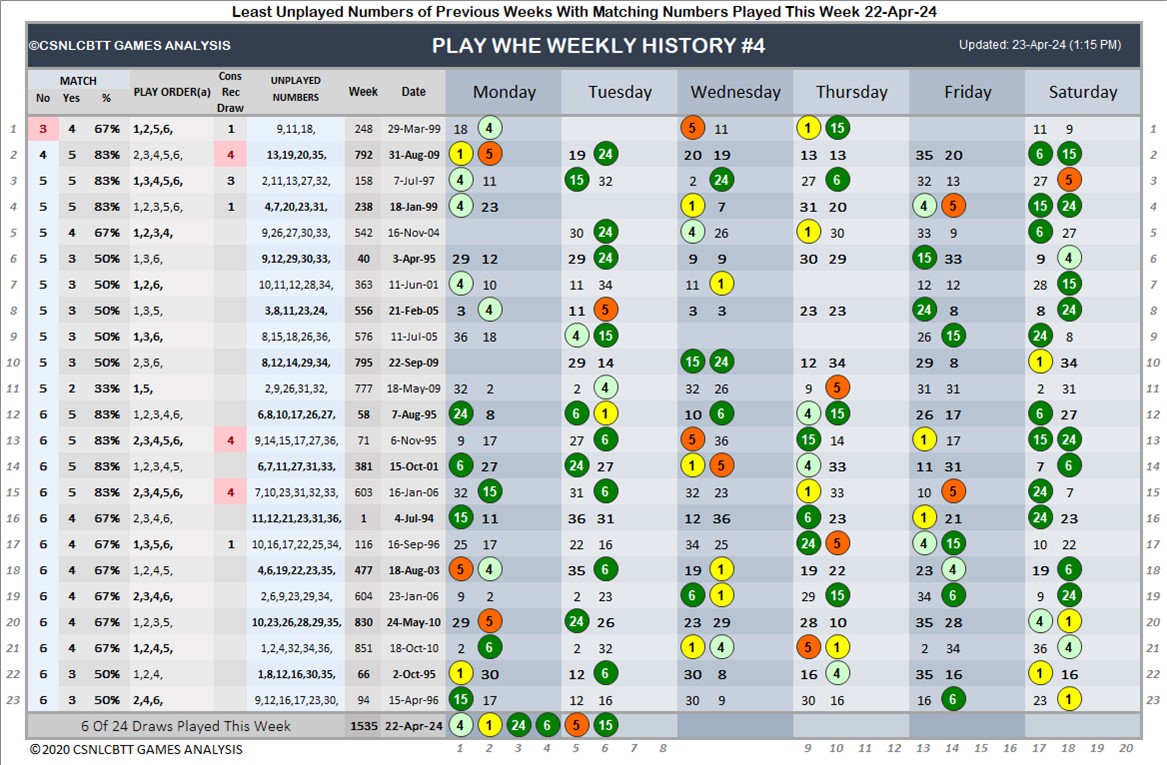 Least Unplayed Numbers of Previous Weeks With Matching Numbers Played This Week 22-Apr-24
©CSNLCBTT GAMES ANALYSIS PLAY WHE WEEKLY HISTORY #4 Updated: 23-Apr-24 (1:15 PM)
MATCH Cons UNPLAYED
No Yes % PLAY ORDER(a) Rec Draw NUMBERS Week Date Monday Tuesday Wednesday Thursday Friday Saturday
1 3 4 67% 1,2,5,6, 1 9,11,18, 248 29-Mar-99 18 4 5 11 1 15 11 9 1
2 4 5 83% 2,3,4,5,6, 4 13,19,20,35, 792 31-Aug-09 1 5 19 24 20 19 13 13 35 20 6 15 2
3 5 5 83% 1,3,4,5,6, 3 2,11,13,27,32, 158 7-Jul-97 4 11 15 32 2 24 27 6 32 13 27 5 3
4 5 5 83% 1,2,3,5,6, 1 4,7,20,23,31, 238 18-Jan-99 4 23 1 7 31 20 4 5 15 24 4
5 5 4 67% 1,2,3,4, 9,26,27,30,33, 542 16-Nov-04 30 24 4 26 1 30 33 9 6 27 5
6 5 3 50% 1,3,6, 9,12,29,30,33, 40 3-Apr-95 29 12 29 24 9 9 30 29 15 33 9 4 6
7 5 3 50% 1,2,6, 10,11,12,28,34, 363 11-Jun-01 4 10 11 34 11 1 12 12 28 15 7
8 5 3 50% 1,3,5, 3,8,11,23,24, 556 21-Feb-05 3 4 11 5 3 3 23 23 24 8 8 24 8
9 5 3 50% 1,3,6, 8,15,18,26,36, 576 11-Jul-05 36 18 4 15 26 15 24 8 9
10 5 3 50% 2,3,6, 8,12,14,29,34, 795 22-Sep-09 29 14 15 24 12 34 29 8 1 34 10
11 5 2 33% 1,5, 2,9,26,31,32, 777 18-May-09 32 2 2 4 32 26 9 5 31 31 2 31 11
12 6 5 83% 1,2,3,4,6, 6,8,10,17,26,27, 58 7-Aug-95 24 8 6 1 10 6 4 15 26 17 6 27 12
13 6 5 83% 2,3,4,5,6, 4 9,14,15,17,27,36, 71 6-Nov-95 9 17 27 6 5 36 15 14 1 17 15 24 13
14 6 5 83% 1,2,3,4,5, 6,7,11,27,31,33, 381 15-Oct-01 6 27 24 27 1 5 4 33 11 31 7 6 14
15 6 5 83% 2,3,4,5,6, 4 7,10,23,31,32,33, 603 16-Jan-06 32 15 31 6 32 23 1 33 10 5 24 7 15
16 6 4 67% 2,3,4,6, 11,12,21,23,31,36, 1 4-Jul-94 15 11 36 31 12 36 6 23 1 21 24 23 16
17 6 4 67% 1,3,5,6, 1 10,16,17,22,25,34, 116 16-Sep-96 25 17 22 16 34 25 24 5 4 15 10 22 17
18 6 4 67% 1,2,4,5, 4,6,19,22,23,35, 477 18-Aug-03 5 4 35 6 19 1 19 22 23 4 19 6 18
19 6 4 67% 2,3,4,6, 2,6,9,23,29,34, 604 23-Jan-06 9 2 2 23 6 1 29 15 34 6 9 24 19
20 6 4 67% 1,2,3,5, 10,23,26,28,29,35, 830 24-May-10 29 5 24 26 23 29 28 10 35 28 4 1 20
21 6 4 67% 1,2,4,5, 1,2,4,32,34,36, 851 18-Oct-10 2 6 2 32 1 4 5 1 2 34 36 4 21
22 6 3 50% 1,2,4, 1,8,12,16,30,35, 66 2-Oct-95 1 30 12 6 30 8 16 4 35 16 1 16 22
23 6 3 50% 2,4,6, 9,12,16,17,23,30, 94 15-Apr-96 15 17 12 16 30 9 30 16 16 6 23 1 23
6 Of 24 Draws Played This Week 1535 22-Apr-24 4 1 24 6 5 15
©2020 CSNLCBTT GAMES ANALYSIS 1 2 3 4 5 6 7 8 9 10 11 12 13 14 15 16 17 18 19 20